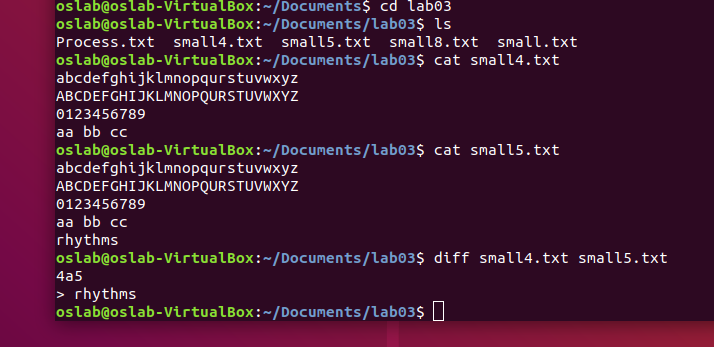 oslab@oslab-VirtualBox:~/Documents$ cd lab03
oslab@oslab-VirtualBox:~/Documents/lab03$ ls
Process.txt  small4.txt  small5.txt  small8.txt  small.txt
oslab@oslab-VirtualBox:~/Documents/lab03$ cat small4.txt
abcdefghijklmnopqurstuvwxyz
ABCDEFGHIJKLMNOPQURSTUVWXYZ
0123456789
aa bb cc
oslab@oslab-VirtualBox:~/Documents/lab03$ cat small5.txt
abcdefghijklmnopqurstuvwxyz
ABCDEFGHIJKLMNOPQURSTUVWXYZ
0123456789
aa bb cc
rhythms
oslab@oslab-VirtualBox:~/Documents/lab03$ diff small4.txt small5.txt
4a5
> rhythms
oslab@oslab-VirtualBox:~/Documents/lab03$